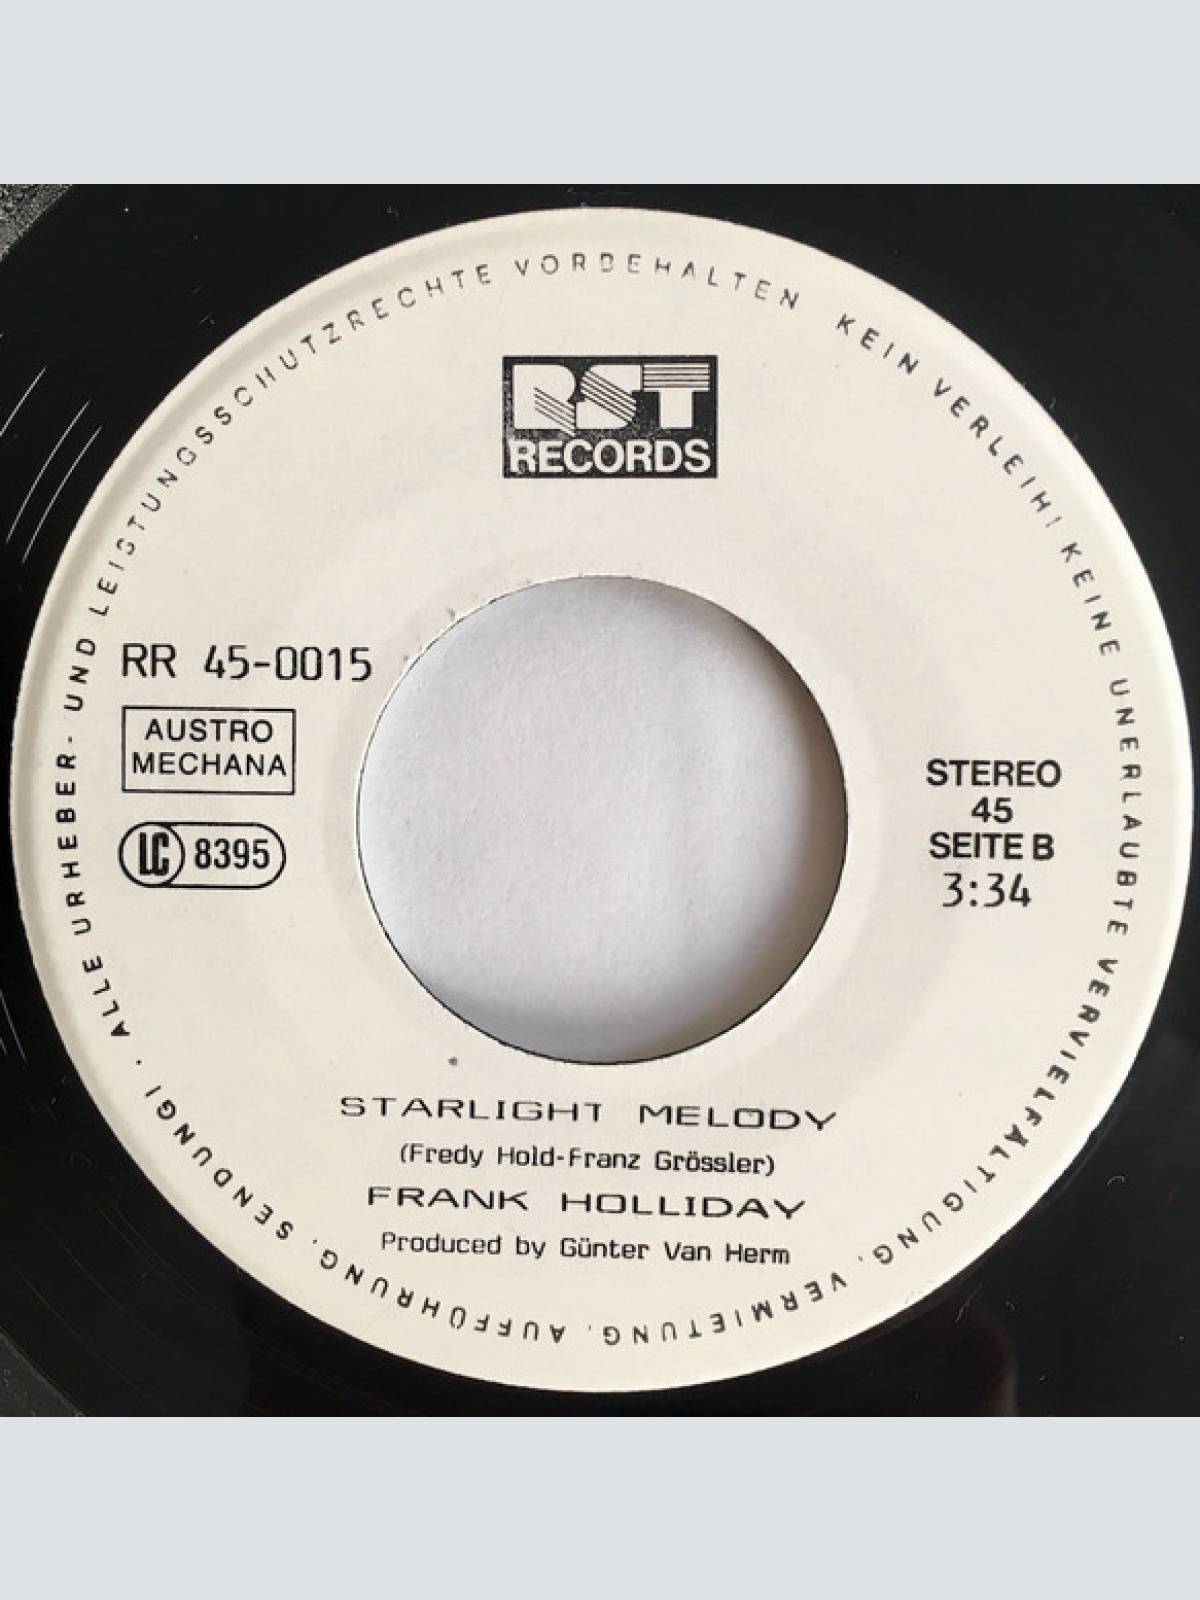 ALLE URHEBER- UND LEISTUNGSSCHUTZRECHTE VORBEHALTEN KEIN VERLEIH! KEINE UNERLAUBTE VERVIELFÄLTIGUNG, VERMIETUNG, AUFFÜHRUNG, SENDUNG! ·
RST
RECORDS
RR 45-0015
AUSTRO
MECHANA
LC 8395
STEREO
45
SEITE B
3:34
STARLIGHT MELODY
(Fredy Hold-Franz Grössler)
FRANK HOLLIDAY
Produced by Günter Van Herm